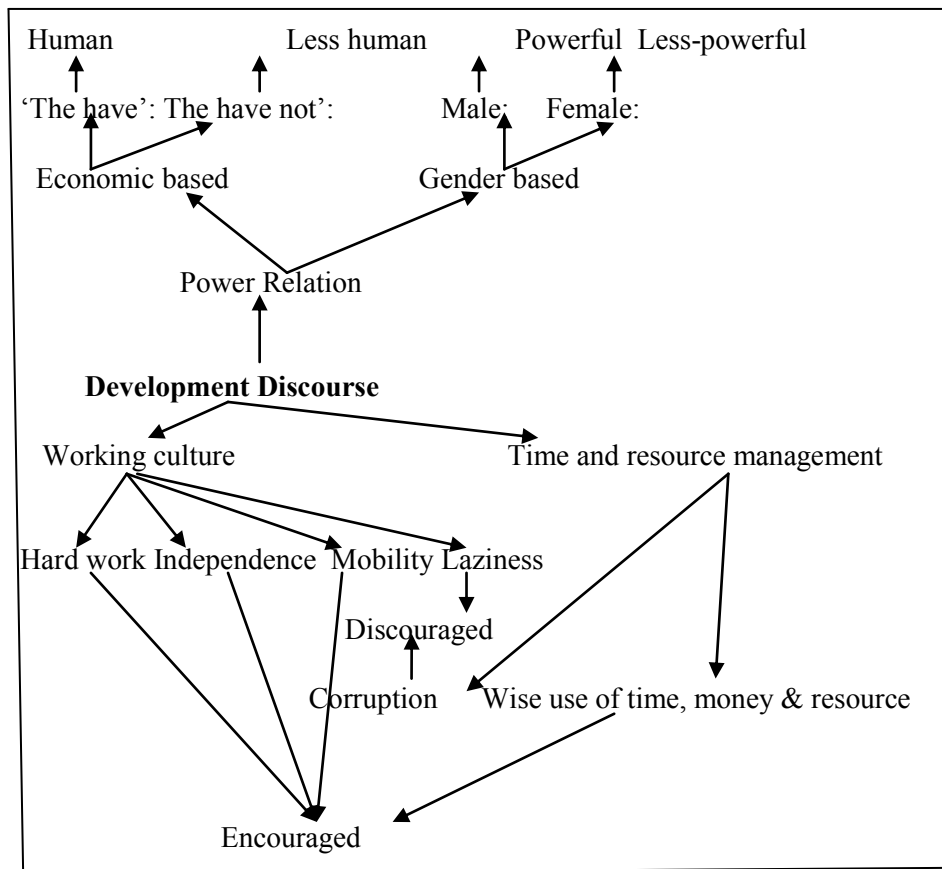 Human Less human Powerful Less-powerful
‘The have’: The have not’: Male: Female:
Economic based Gender based
Power Relation
Development Discourse
Working culture Time and resource management
Hard work Independence Mobility Laziness
Discouraged
Corruption Wise use of time, money & resource
Encouraged